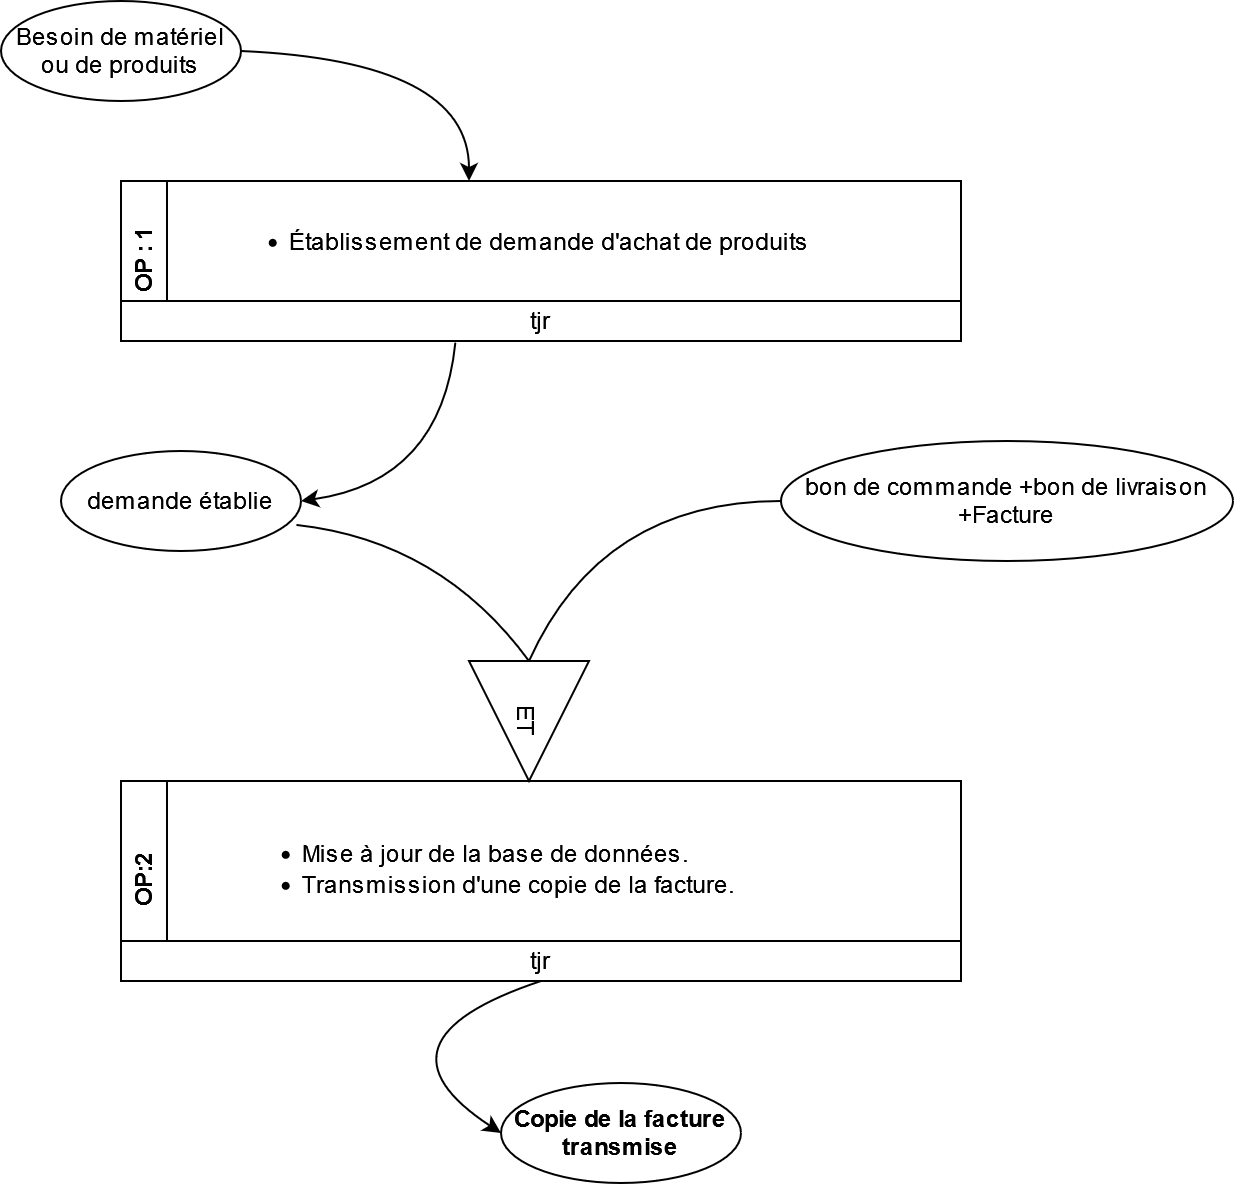 Besoin de matériel
ou de produits
OP : 1
• Établissement de demande d'achat de produits
tjr
demande établie
bon de commande +bon de livraison
+Facture
ET
OP:2
• Mise à jour de la base de données.
• Transmission d'une copie de la facture.
tjr
Copie de la facture
transmise